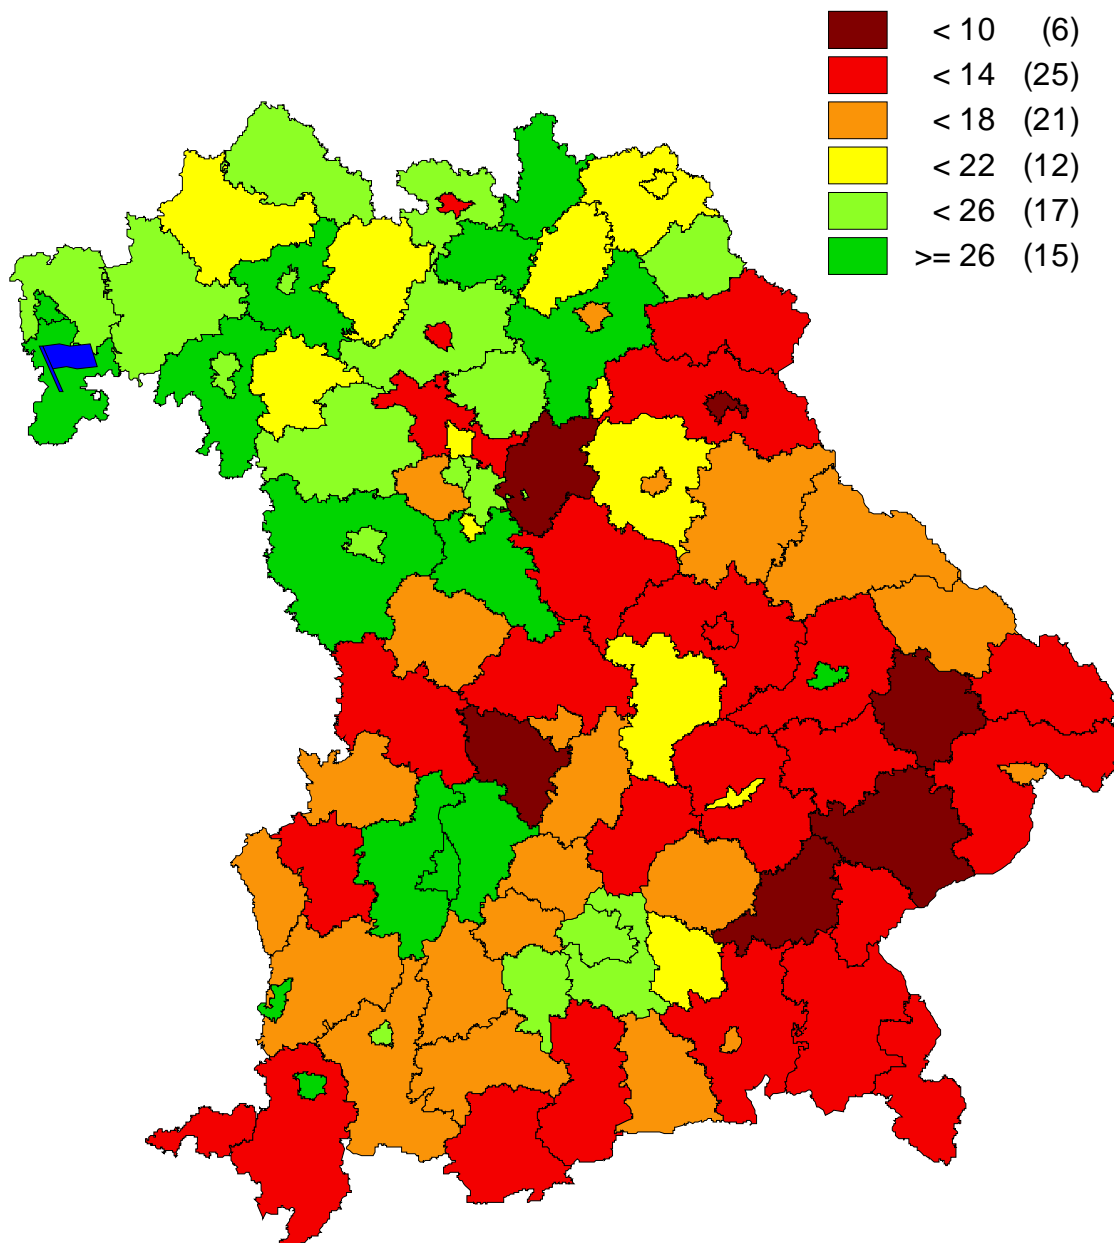 < 10 (6)
< 14 (25)
< 18 (21)
< 22 (12)
< 26 (17)
>= 26 (15)